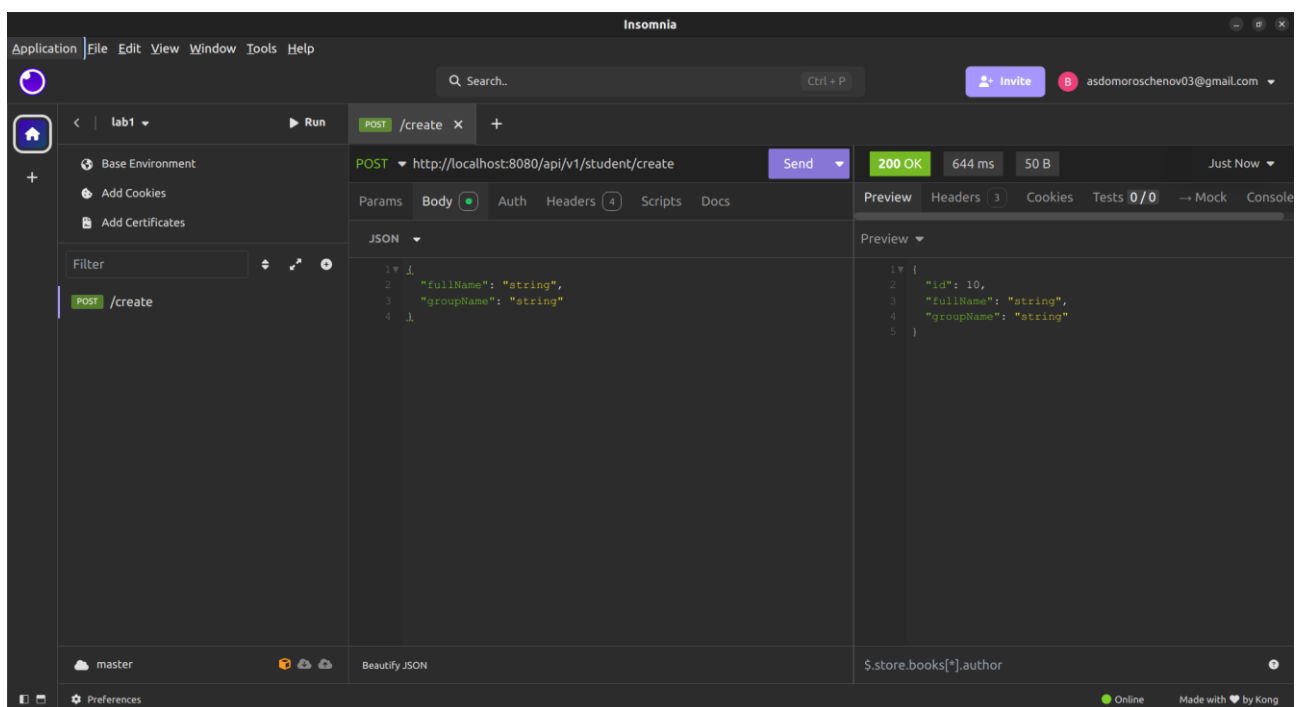 Insomnia
Application File Edit View Window Tools Help
Search.. Ctrl + P Invite B asdomoroschenov03@gmail.com
lab1 Run
POST /create
Base Environment
Add Cookies
Add Certificates
Filter
POST /create
master
POST http://localhost:8080/api/v1/student/create Send
Params Body Auth Headers 4 Scripts Docs
JSON
1 {
2 "fullName": "string",
3 "groupName": "string"
4 }
Beautify JSON
200 OK 644 ms 50 B Just Now
Preview Headers 3 Cookies Tests 0 / 0 → Mock Console
Preview
1 {
2 "id": 10,
3 "fullName": "string",
4 "groupName": "string"
5 }
$.store.books[*].author
Preferences Online Made with ♥ by Kong